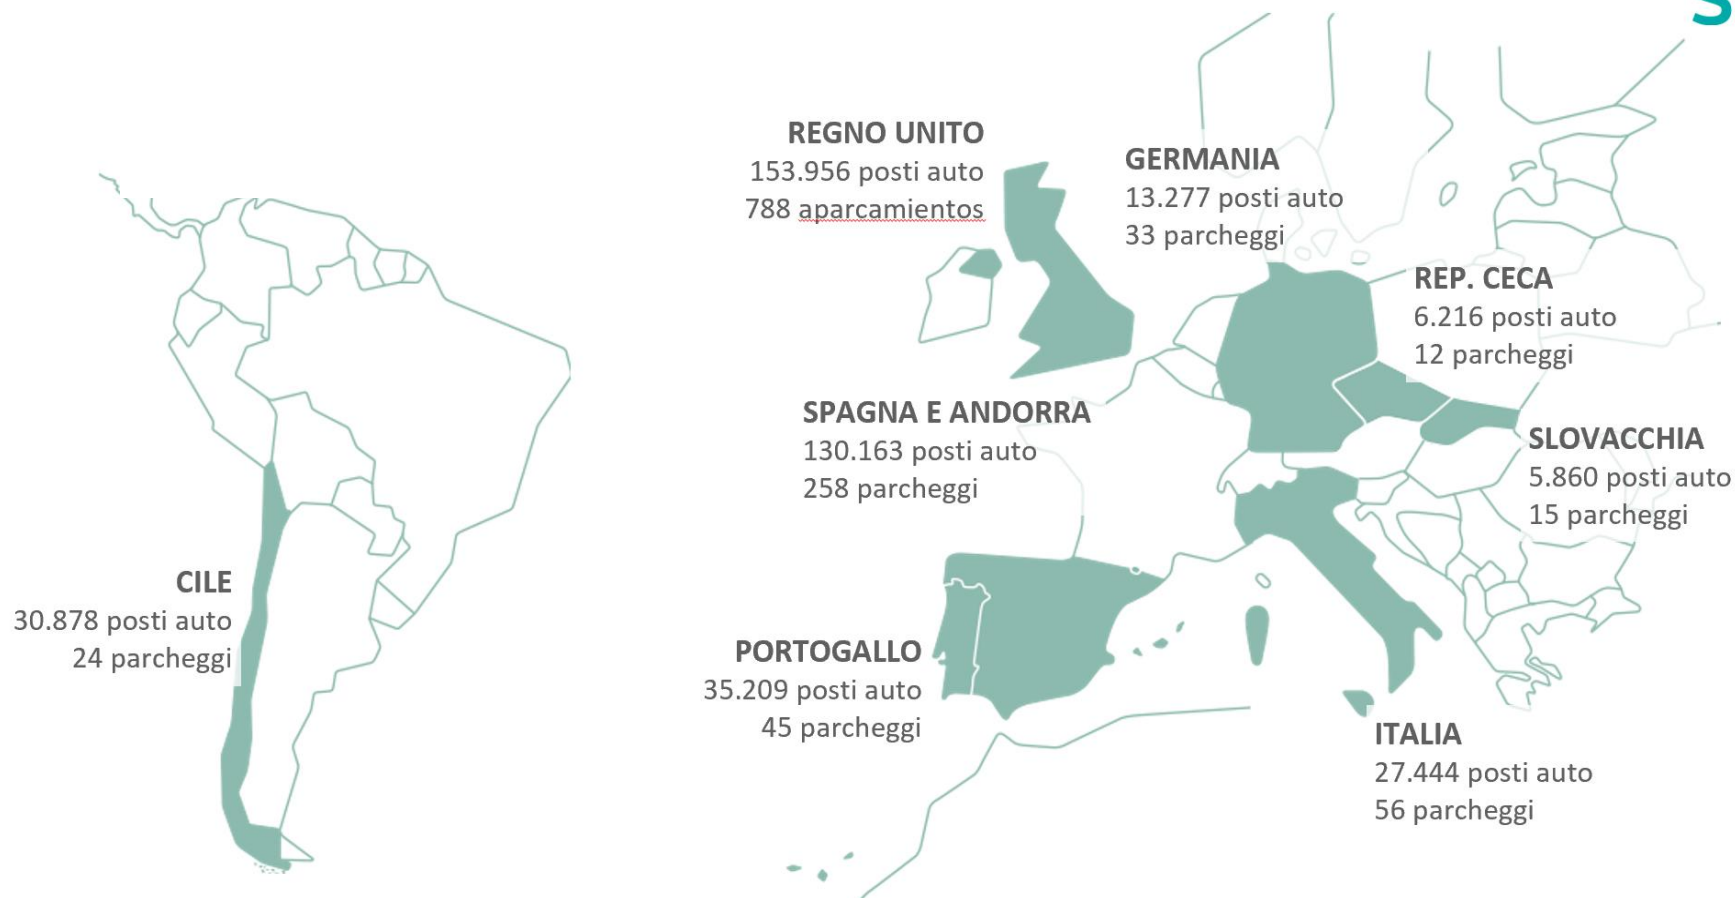 S
REGNO UNITO
153.956 posti auto
788 aparcamientos
GERMANIA
13.277 posti auto
33 parcheggi
REP. CECA
6.216 posti auto
12 parcheggi
SPAGNA E ANDORRA
130.163 posti auto
258 parcheggi
SLOVACCHIA
5.860 posti auto
15 parcheggi
CILE
30.878 posti auto
24 parcheggi
PORTOGALLO
35.209 posti auto
45 parcheggi
ITALIA
27.444 posti auto
56 parcheggi